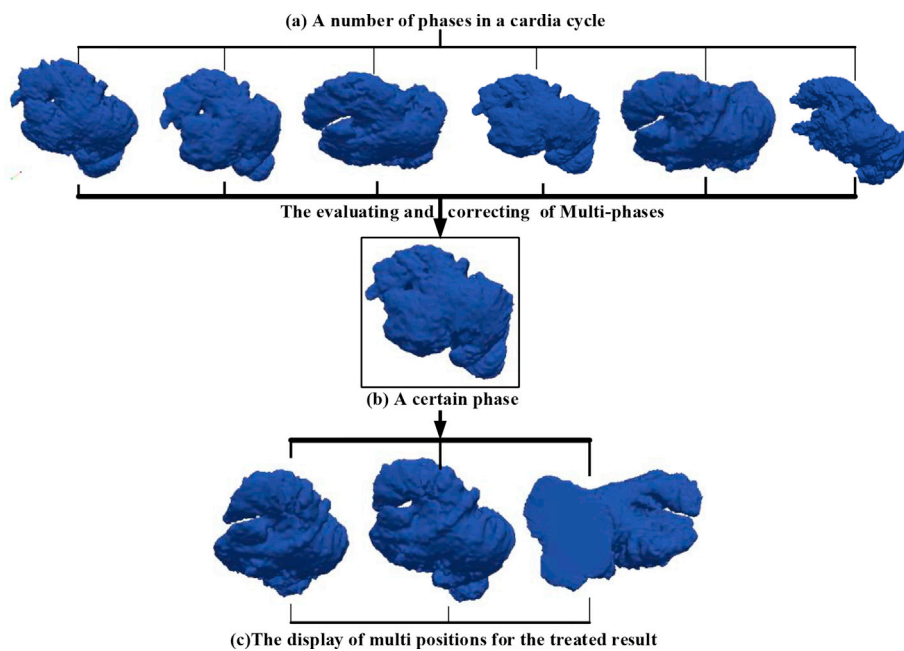 (a) A number of phases in a cardia cycle
The evaluating and correcting of Multi-phases
(b) A certain phase
(c)The display of multi positions for the treated result